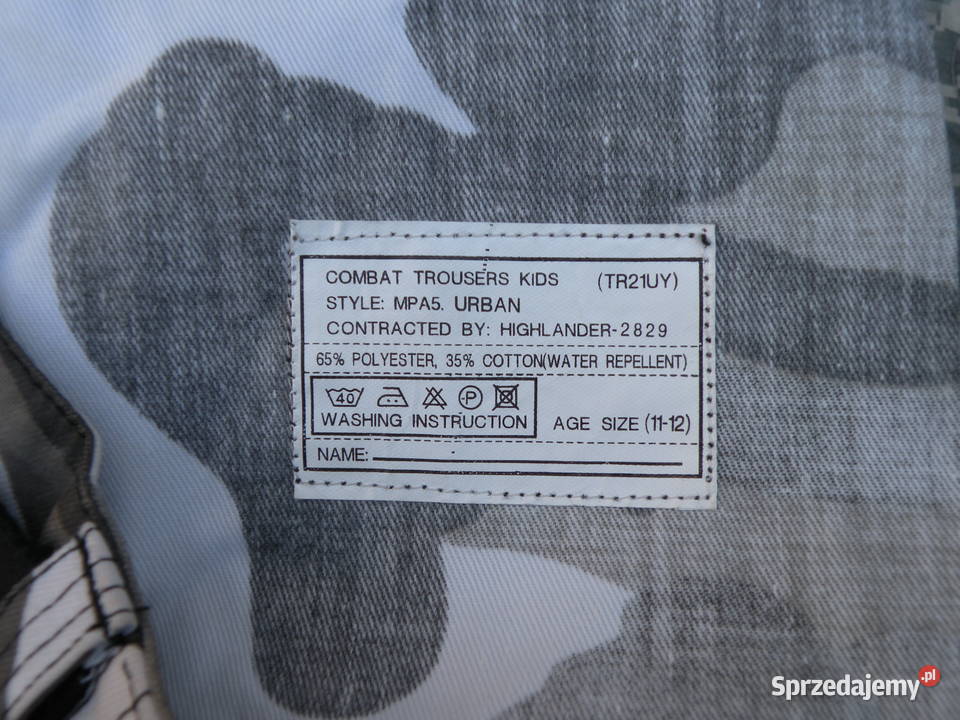 COMBAT TROUSERS KIDS (TR21UY)
STYLE: MPA5. URBAN
CONTRACTED BY: HIGHLANDER-2829
65% POLYESTER, 35% COTTON(WATER REPELLENT)
40 P
WASHING INSTRUCTION AGE SIZE (11-12)
NAME:
Sprzedajemy.pl